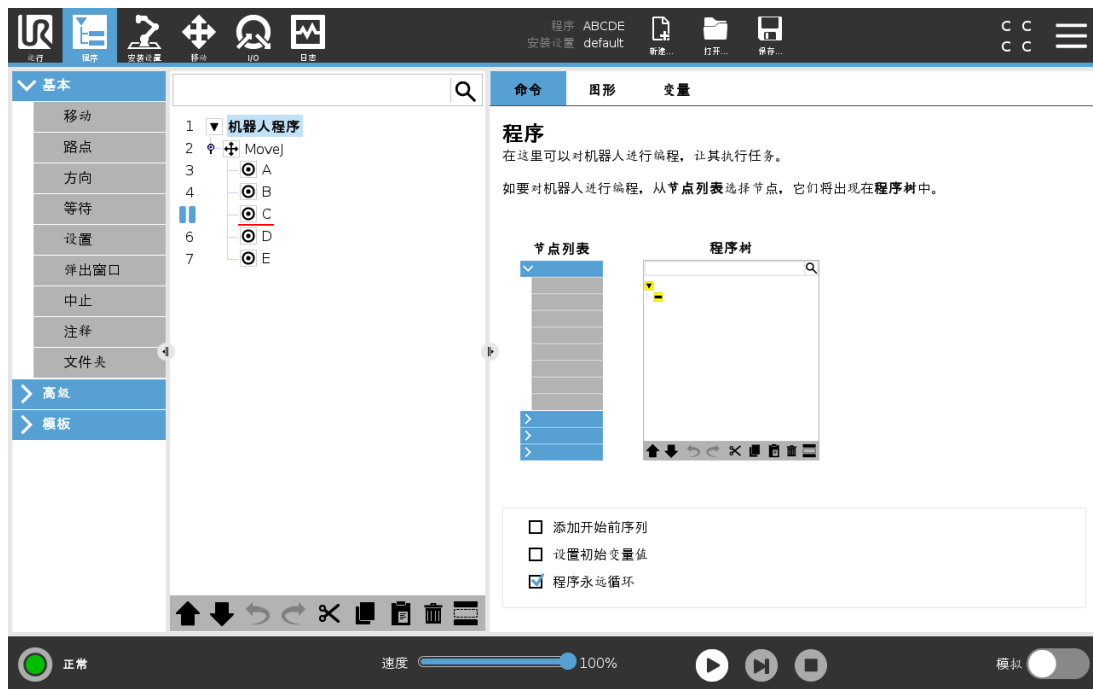 UR
运行
程序
安装设置
移动
I/O
日志
程序 ABCDE
安装设置 default
新建...
打开...
保存...
C C
C C
基本
移动
路点
方向
等待
设置
弹出窗口
中止
注释
文件夹
高级
模板
1 机器人程序
2 MoveJ
3 A
4 B
C
6 D
7 E
命令 图形 变量
程序
在这里可以对机器人进行编程，让其执行任务。
如要对机器人进行编程，从节点列表选择节点，它们将出现在程序树中。
节点列表 程序树
添加开始前序列
设置初始变量值
程序永远循环
正常
速度 100%
模拟